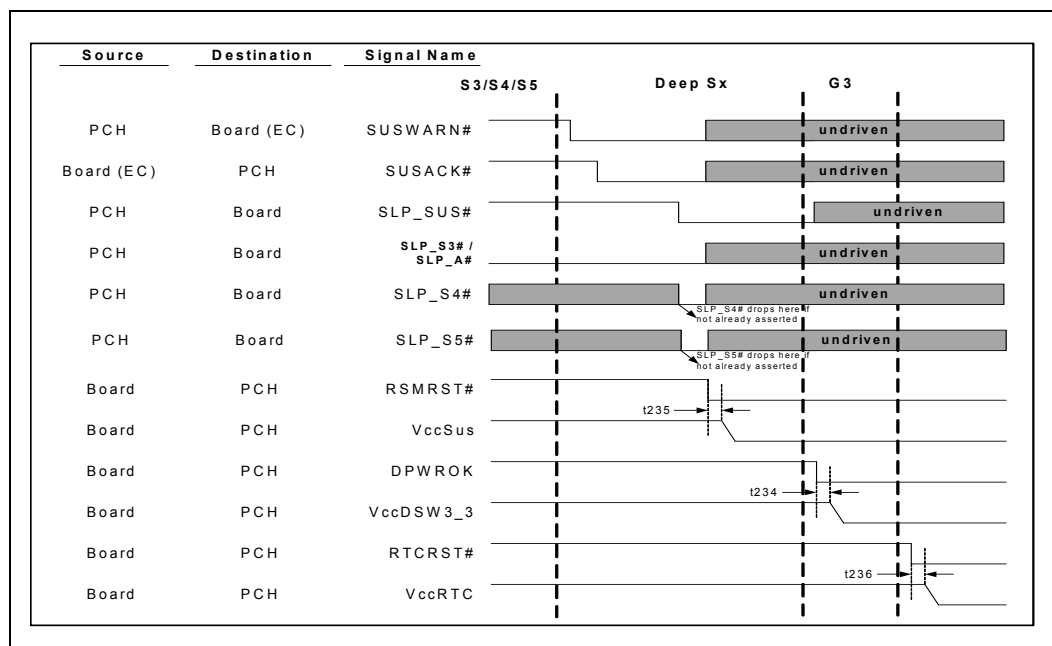 Source Destination Signal Name
S3/S4/S5 Deep Sx G3
PCH Board (EC) SUSWARN# undriven
Board (EC) PCH SUSACK# undriven
PCH Board SLP_SUS# undriven
PCH Board SLP_S3# / SLP_A# undriven
PCH Board SLP_S4# undriven
SLP_S4# drops here if
not already asserted
PCH Board SLP_S5# undriven
SLP_S5# drops here if
not already asserted
Board PCH RSMRST#
t235
Board PCH VccSus
Board PCH DPWROK
t234
Board PCH VccDSW3_3
Board PCH RTCRST#
t236
Board PCH VccRTC